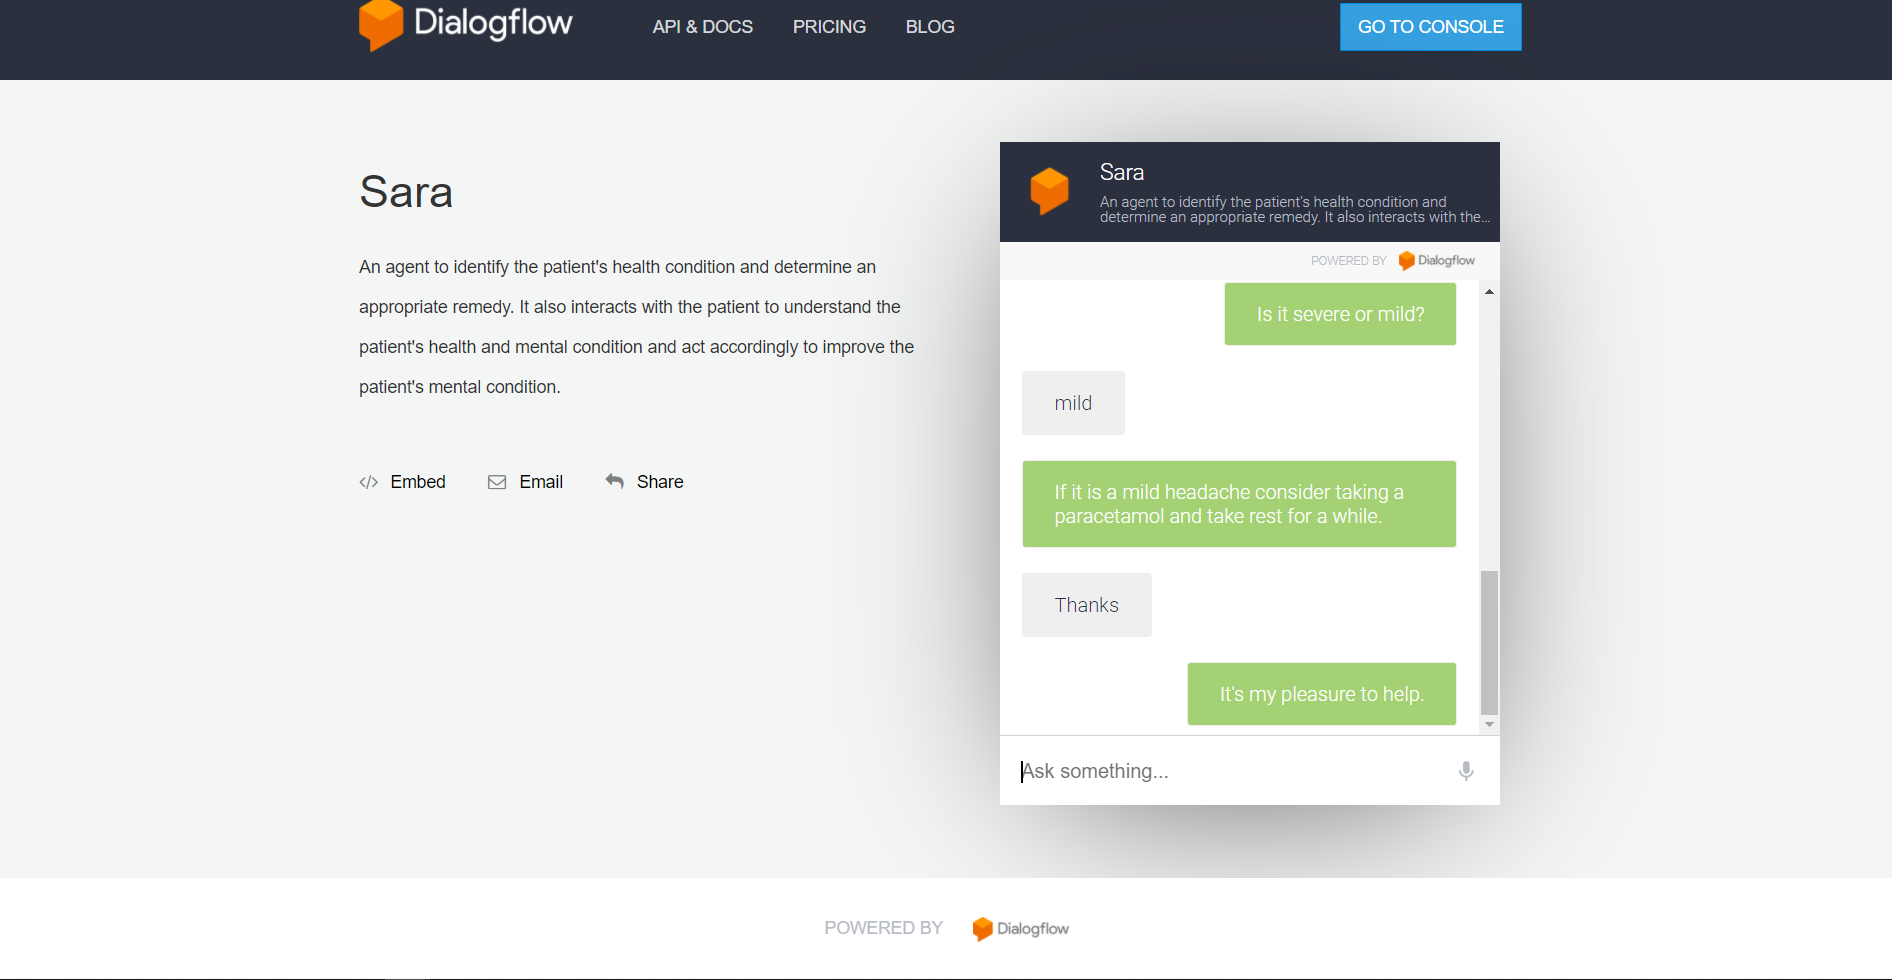 Dialogflow
API & DOCS
PRICING
BLOG
GO TO CONSOLE
Sara
An agent to identify the patient's health condition and determine an
appropriate remedy. It also interacts with the patient to understand the
patient's health and mental condition and act accordingly to improve the
patient's mental condition.
Embed
Email
Share
Sara
An agent to identify the patient's health condition and
determine an appropriate remedy. It also interacts with the...
POWERED BY Dialogflow
Is it severe or mild?
mild
If it is a mild headache consider taking a
paracetamol and take rest for a while.
Thanks
It's my pleasure to help.
Ask something...
POWERED BY Dialogflow